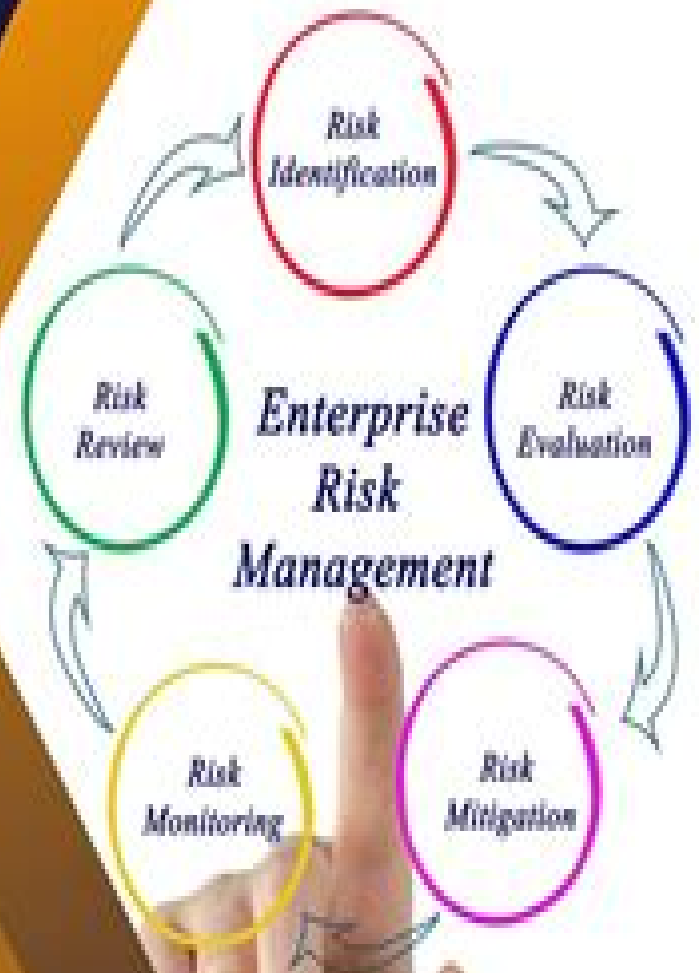 Risk
Identification
Risk
Evaluation
Risk
Mitigation
Risk
Monitoring
Risk
Review
Enterprise
Risk
Management